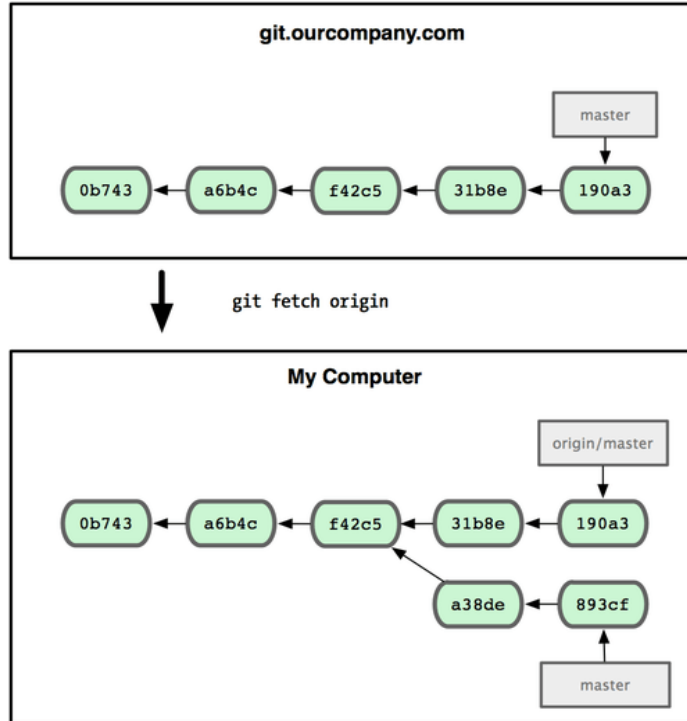 git.ourcompany.com
master
0b743 a6b4c f42c5 31b8e 190a3
git fetch origin
My Computer
origin/master
0b743 a6b4c f42c5 31b8e 190a3
a38de 893cf
master